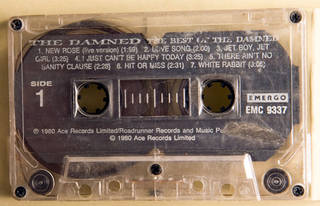 THE DAMNED THE BEST OF THE DAMNED
1. NEW ROSE (live version) (1:59) 2. LOVE SONG (2:00) 3. JET BOY, JET
GIRL (3:25) 4. I JUST CAN'T BE HAPPY TODAY (3:25) 5. THERE AIN'T NO
SANITY CLAUSE (2:28) 6. HIT OR MISS (2:31) 7. WHITE RABBIT (3:05)
SIDE
1
EMERGO
EMC 9337
℗ 1980 Ace Records Limited/Roadrunner Records and Music
© 1980 Ace Records Limited